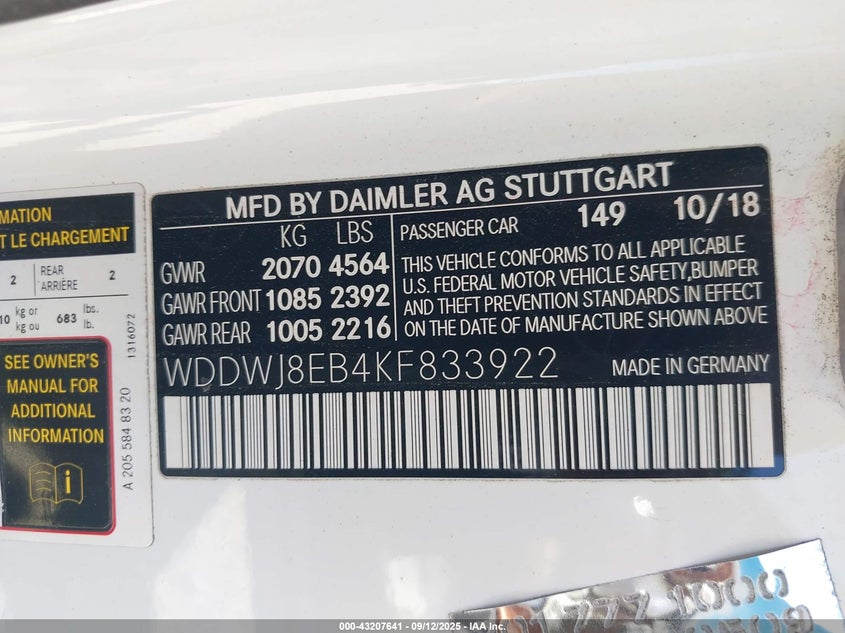 MATION
T LE CHARGEMENT
2 REAR ARRIÈRE 2
10 kg or kg ou 683 lbs. lb.
SEE OWNER'S
MANUAL FOR
ADDITIONAL
INFORMATION
1316072
A 205 584 83 20
MFD BY DAIMLER AG STUTTGART
KG LBS
GVWR 2070 4564
GAWR FRONT 1085 2392
GAWR REAR 1005 2216
PASSENGER CAR 149 10/18
THIS VEHICLE CONFORMS TO ALL APPLICABLE
U.S. FEDERAL MOTOR VEHICLE SAFETY,BUMPER
AND THEFT PREVENTION STANDARDS IN EFFECT
ON THE DATE OF MANUFACTURE SHOWN ABOVE
WDDWJ8EB4KF833922
MADE IN GERMANY
000-43207641 - 09/12/2025 - IAA, Inc.